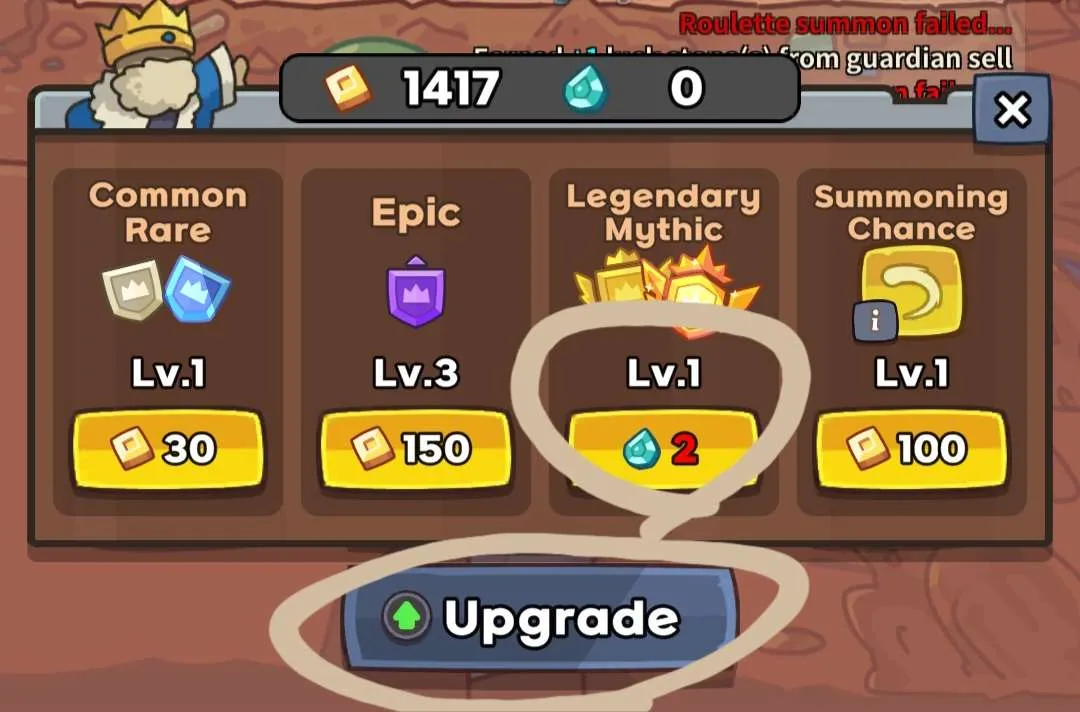 Roulette summon failed...
from guardian sell
1417
0
Common
Rare
Epic
Legendary
Mythic
Summoning
Chance
i
Lv.1
Lv.3
Lv.1
Lv.1
30
150
2
100
Upgrade